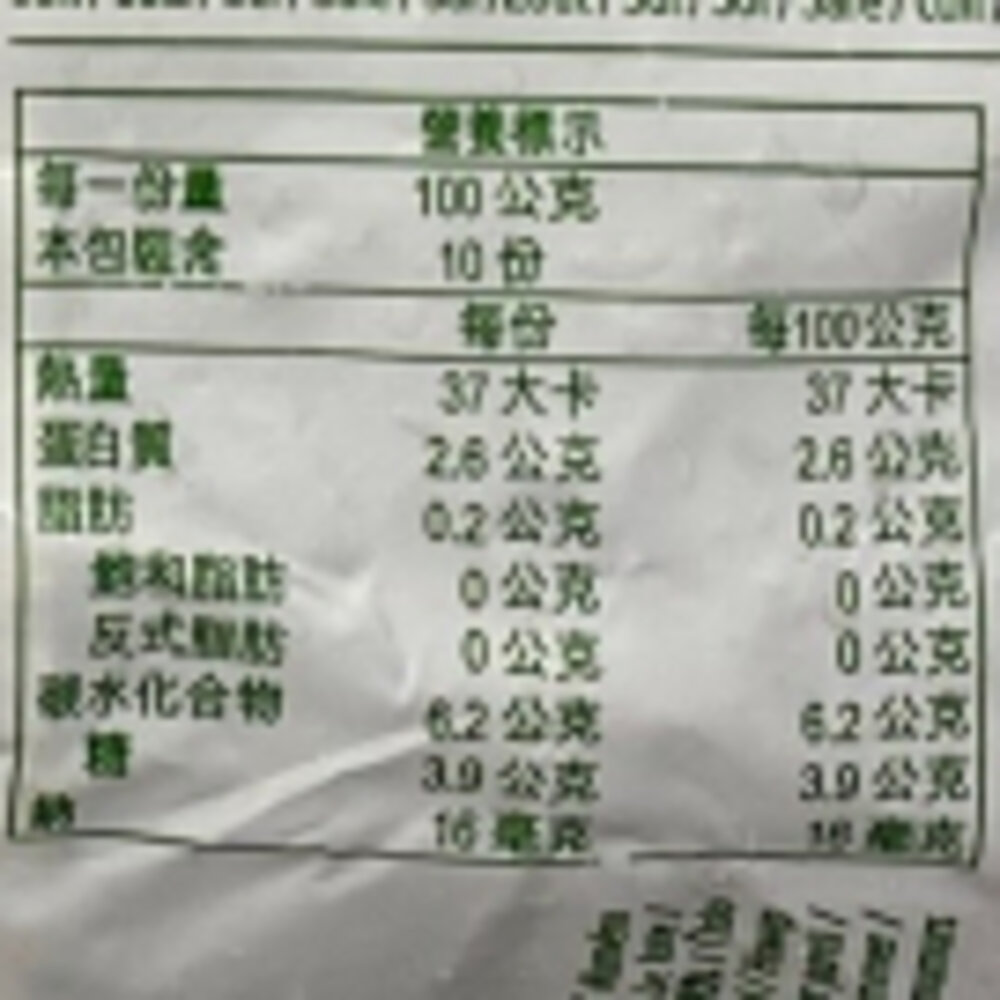 營養標示
每一份量 100 公克
本包裝含 10 份
每份 每100公克
熱量 37 大卡 37 大卡
蛋白質 2.6 公克 2.6 公克
脂肪 0.2 公克 0.2 公克
飽和脂肪 0 公克 0 公克
反式脂肪 0 公克 0 公克
碳水化合物 6.2 公克 6.2 公克
糖 3.9 公克 3.9 公克
鈉 16 毫克 16 毫克